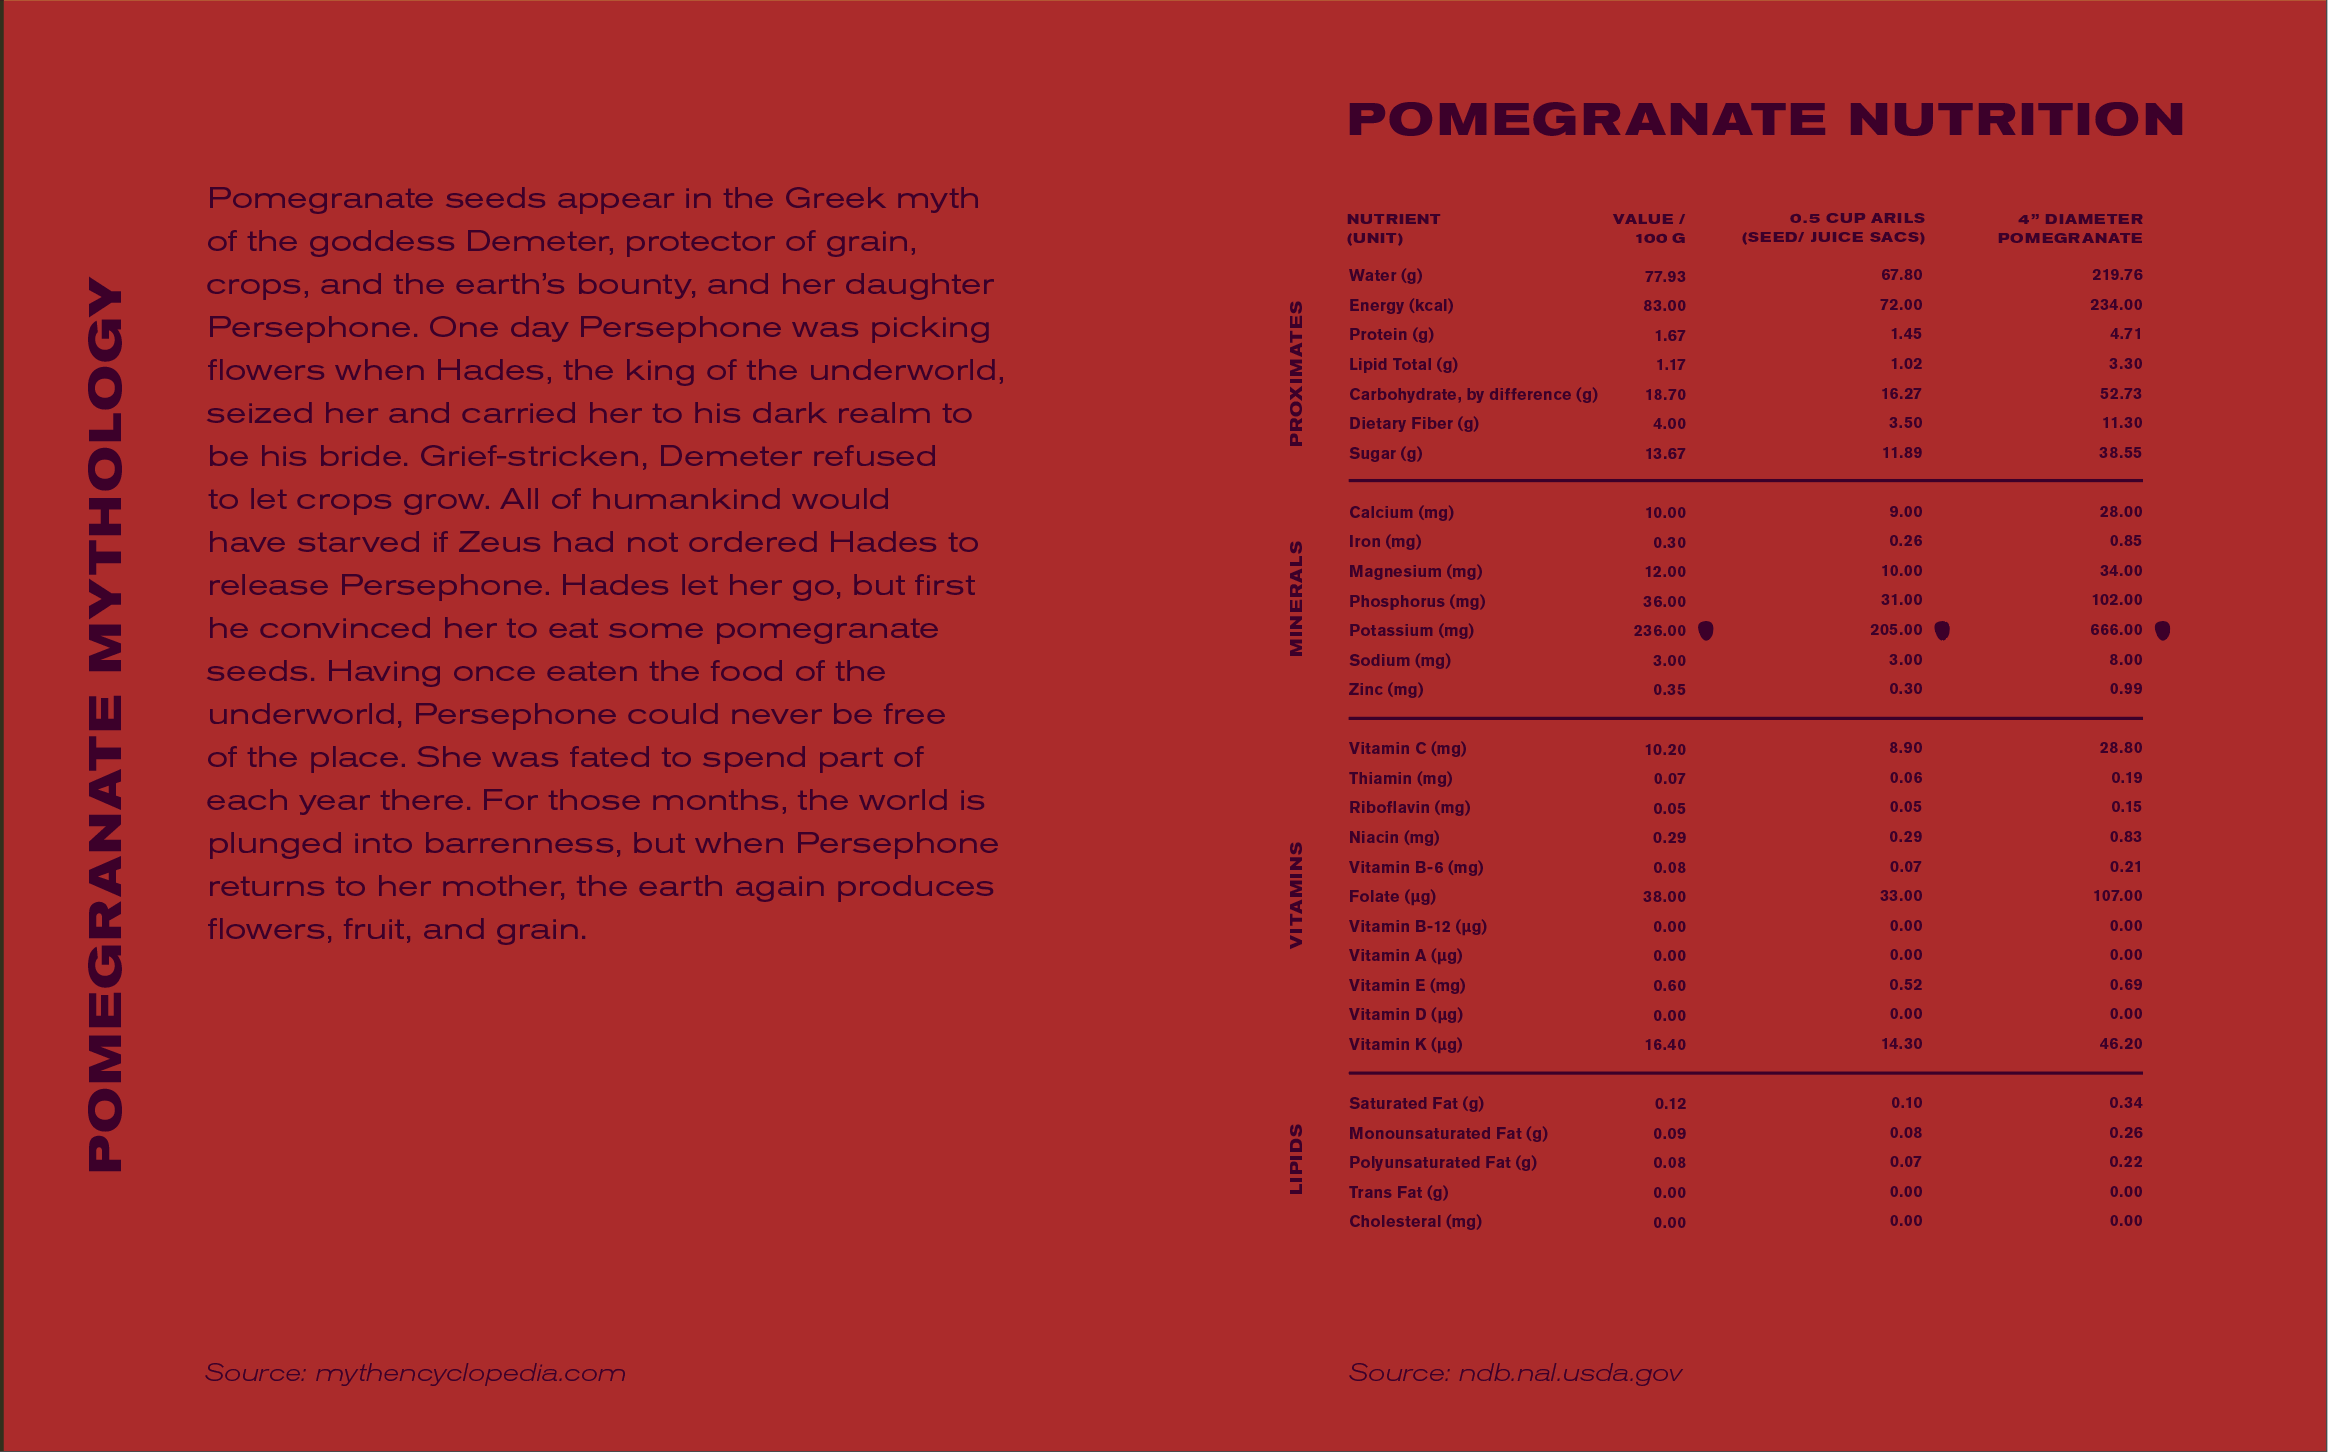 POMEGRANATE MYTHOLOGY
Pomegranate seeds appear in the Greek myth
of the goddess Demeter, protector of grain,
crops, and the earth’s bounty, and her daughter
Persephone. One day Persephone was picking
flowers when Hades, the king of the underworld,
seized her and carried her to his dark realm to
be his bride. Grief-stricken, Demeter refused
to let crops grow. All of humankind would
have starved if Zeus had not ordered Hades to
release Persephone. Hades let her go, but first
he convinced her to eat some pomegranate
seeds. Having once eaten the food of the
underworld, Persephone could never be free
of the place. She was fated to spend part of
each year there. For those months, the world is
plunged into barrenness, but when Persephone
returns to her mother, the earth again produces
flowers, fruit, and grain.
Source: mythencyclopedia.com
POMEGRANATE NUTRITION
NUTRIENT VALUE / 0.5 CUP ARILS 4” DIAMETER
(UNIT) 100 G (SEED/ JUICE SACS) POMEGRANATE
PROXIMATES
Water (g) 77.93 67.80 219.76
Energy (kcal) 83.00 72.00 234.00
Protein (g) 1.67 1.45 4.71
Lipid Total (g) 1.17 1.02 3.30
Carbohydrate, by difference (g) 18.70 16.27 52.73
Dietary Fiber (g) 4.00 3.50 11.30
Sugar (g) 13.67 11.89 38.55
MINERALS
Calcium (mg) 10.00 9.00 28.00
Iron (mg) 0.30 0.26 0.85
Magnesium (mg) 12.00 10.00 34.00
Phosphorus (mg) 36.00 31.00 102.00
Potassium (mg) 236.00 205.00 666.00
Sodium (mg) 3.00 3.00 8.00
Zinc (mg) 0.35 0.30 0.99
VITAMINS
Vitamin C (mg) 10.20 8.90 28.80
Thiamin (mg) 0.07 0.06 0.19
Riboflavin (mg) 0.05 0.05 0.15
Niacin (mg) 0.29 0.29 0.83
Vitamin B-6 (mg) 0.08 0.07 0.21
Folate (µg) 38.00 33.00 107.00
Vitamin B-12 (µg) 0.00 0.00 0.00
Vitamin A (µg) 0.00 0.00 0.00
Vitamin E (mg) 0.60 0.52 0.69
Vitamin D (µg) 0.00 0.00 0.00
Vitamin K (µg) 16.40 14.30 46.20
LIPIDS
Saturated Fat (g) 0.12 0.10 0.34
Monounsaturated Fat (g) 0.09 0.08 0.26
Polyunsaturated Fat (g) 0.08 0.07 0.22
Trans Fat (g) 0.00 0.00 0.00
Cholesteral (mg) 0.00 0.00 0.00
Source: ndb.nal.usda.gov